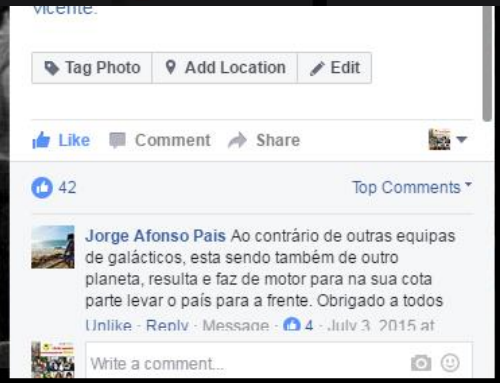 vicente.
Tag Photo Add Location Edit
Like Comment Share
42 Top Comments
Jorge Afonso Pais Ao contrário de outras equipas
de galácticos, esta sendo também de outro
planeta, resulta e faz de motor para na sua cota
parte levar o país para a frente. Obrigado a todos
Unlike · Reply · Message · 4 · July 3, 2015 at
Write a comment...